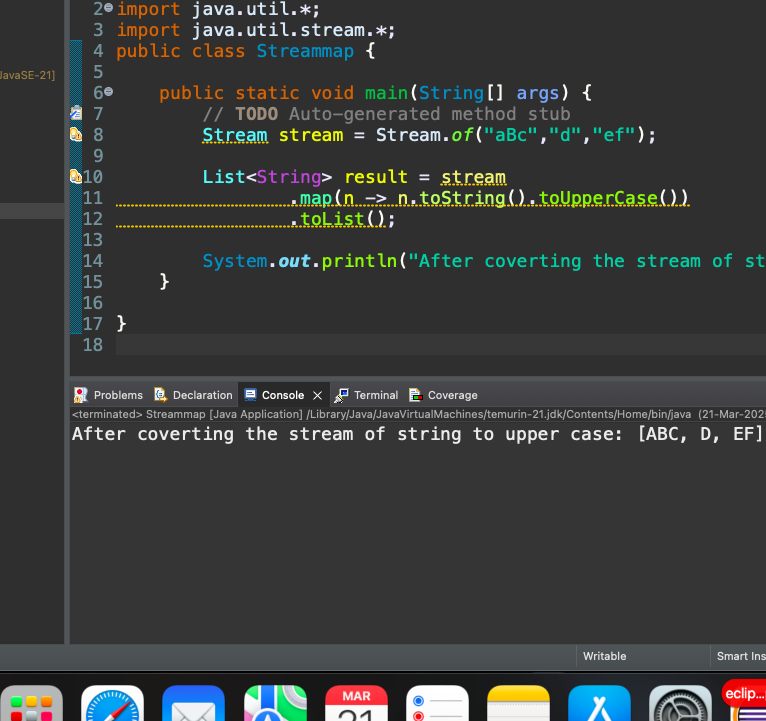 2 import java.util.*;
3 import java.util.stream.*;
4 public class Streammap {
JavaSE-21]
5
6 public static void main(String[] args) {
7 // TODO Auto-generated method stub
8 Stream stream = Stream.of("aBc","d","ef");
9
10 List<String> result = stream
11 .map(n -> n.toString().toUpperCase())
12 .toList();
13
14 System.out.println("After coverting the stream of st
15 }
16
17 }
18
Problems Declaration Console Terminal Coverage
<terminated> Streammap [Java Application] /Library/Java/JavaVirtualMachines/temurin-21.jdk/Contents/Home/bin/java (21-Mar-2025
After coverting the stream of string to upper case: [ABC, D, EF]
Writable Smart Ins
MAR
21
eclip...